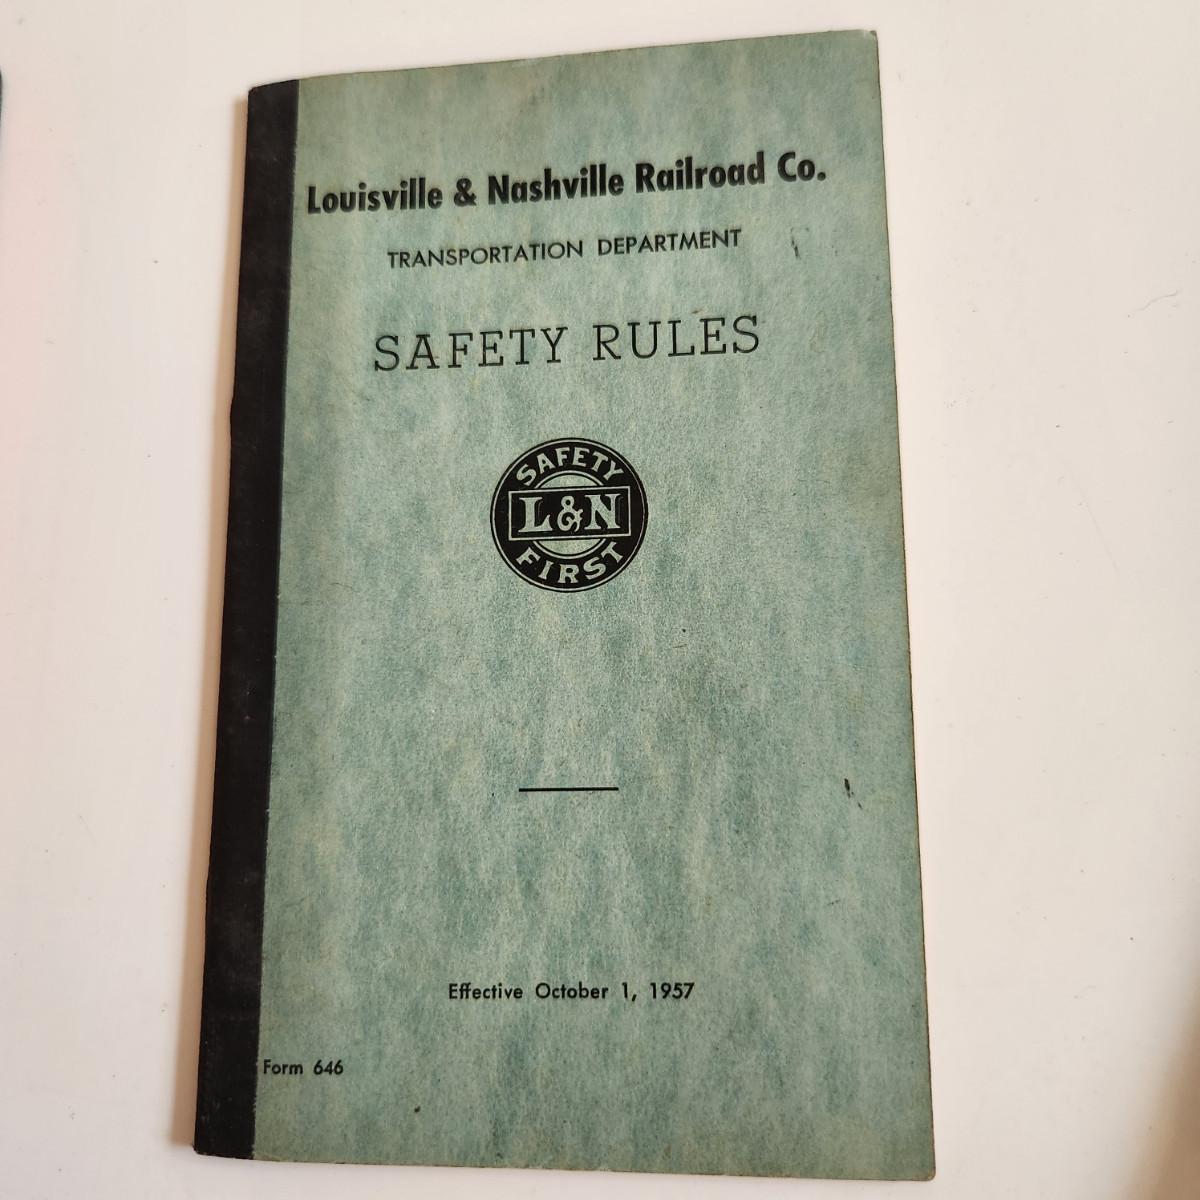 Louisville & Nashville Railroad Co.
TRANSPORTATION DEPARTMENT
SAFETY RULES
SAFETY
L&N
FIRST
Effective October 1, 1957
Form 646